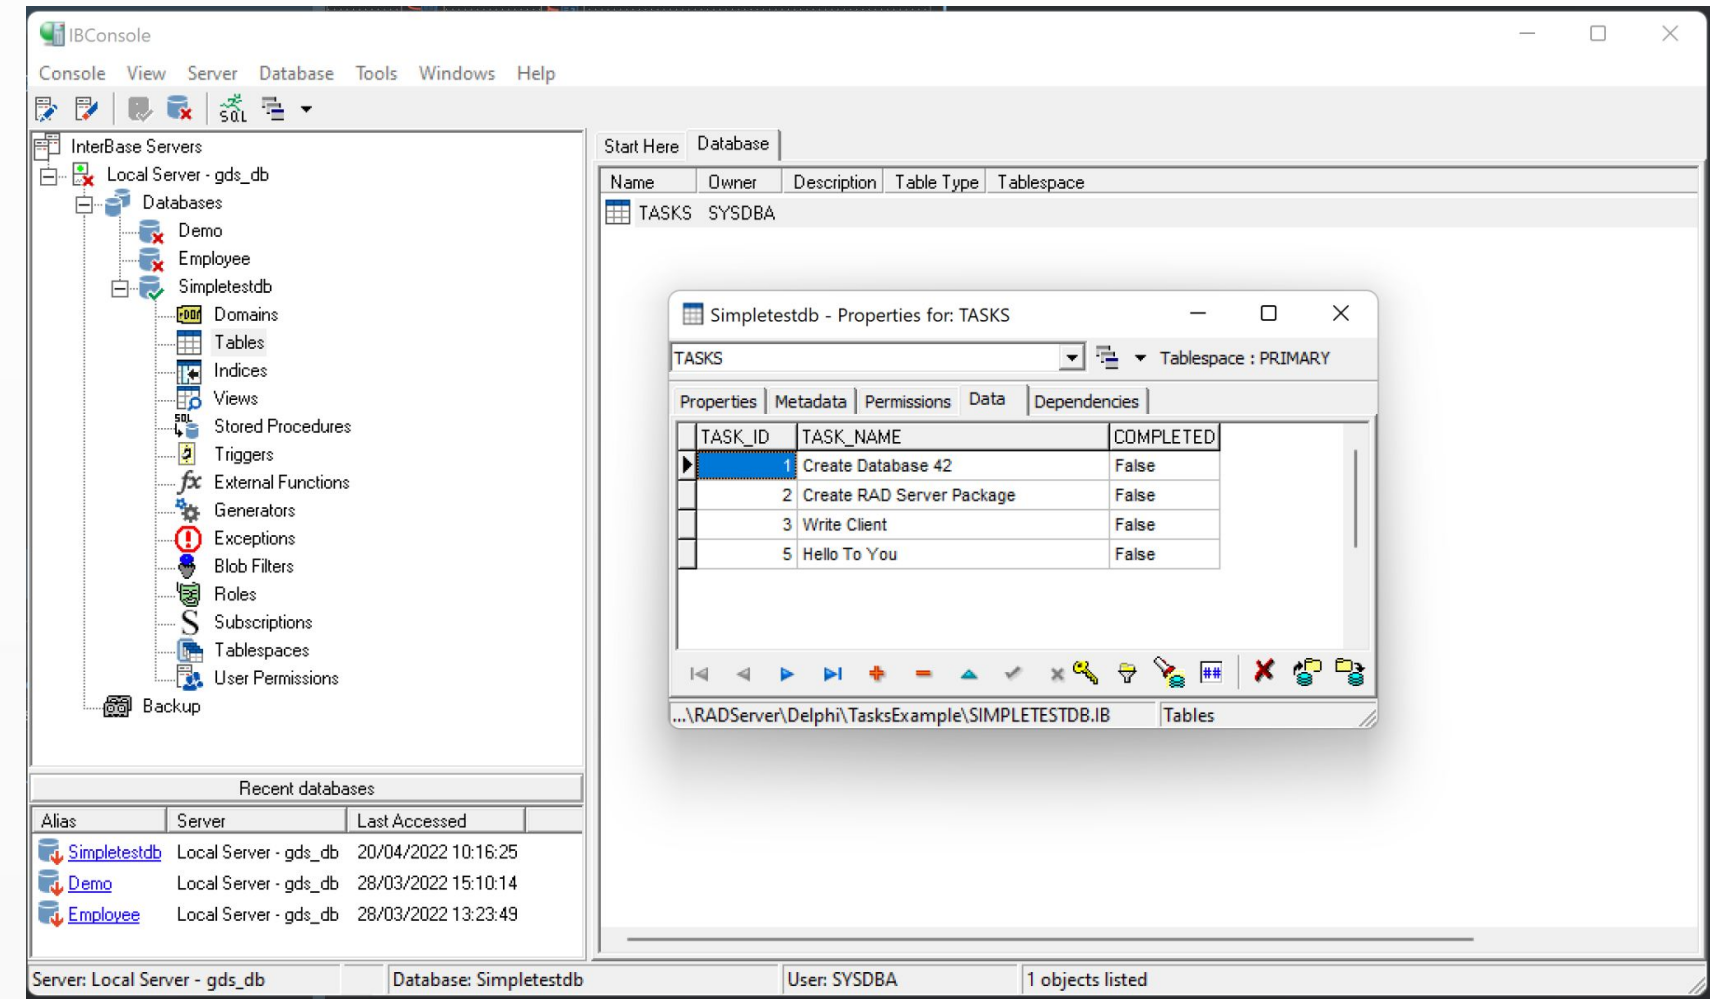 IBConsole
Console View Server Database Tools Windows Help
SQL
InterBase Servers
Local Server - gds_db
Databases
Demo
Employee
Simpletestdb
Domains
Tables
Indices
Views
Stored Procedures
Triggers
External Functions
Generators
Exceptions
Blob Filters
Roles
Subscriptions
Tablespaces
User Permissions
Backup
Recent databases
Alias Server Last Accessed
Simpletestdb Local Server - gds_db 20/04/2022 10:16:25
Demo Local Server - gds_db 28/03/2022 15:10:14
Employee Local Server - gds_db 28/03/2022 13:23:49
Start Here Database
Name Owner Description Table Type Tablespace
TASKS SYSDBA
Simpletestdb - Properties for: TASKS
TASKS Tablespace : PRIMARY
Properties Metadata Permissions Data Dependencies
TASK_ID TASK_NAME COMPLETED
1 Create Database 42 False
2 Create RAD Server Package False
3 Write Client False
5 Hello To You False
##
...\RADServer\Delphi\TasksExample\SIMPLETESTDB.IB Tables
Server: Local Server - gds_db Database: Simpletestdb User: SYSDBA 1 objects listed